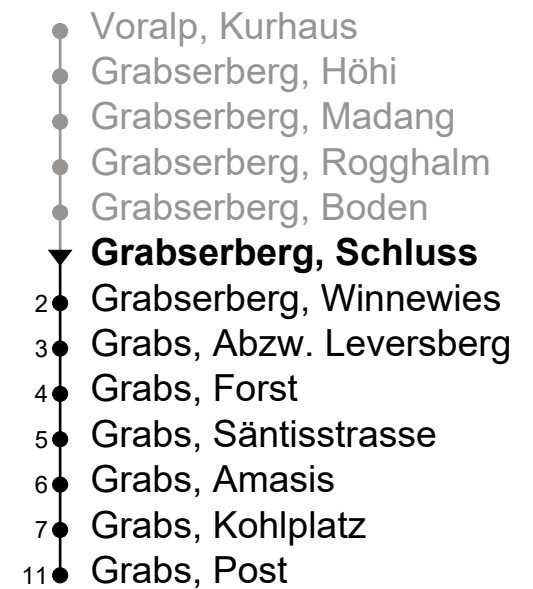 Voralp, Kurhaus
Grabserberg, Höhi
Grabserberg, Madang
Grabserberg, Rogghalm
Grabserberg, Boden
Grabserberg, Schluss
2 Grabserberg, Winnewies
3 Grabs, Abzw. Leversberg
4 Grabs, Forst
5 Grabs, Säntisstrasse
6 Grabs, Amasis
7 Grabs, Kohlplatz
11 Grabs, Post